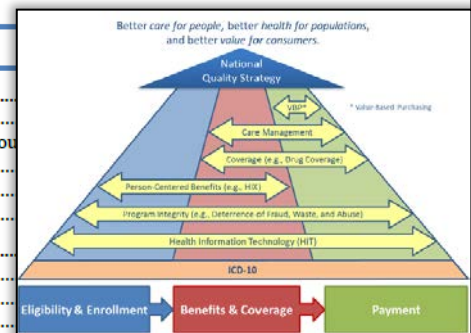 Better care for people, better health for populations,
and better value for consumers.
National
Quality Strategy
VBP*
* Value-Based Purchasing
Care Management
Coverage (e.g., Drug Coverage)
ou
Person-Centered Benefits (e.g., HIX)
Program Integrity (e.g., Deterrence of Fraud, Waste, and Abuse)
Health Information Technology (HIT)
ICD-10
Eligibility & Enrollment
Benefits & Coverage
Payment